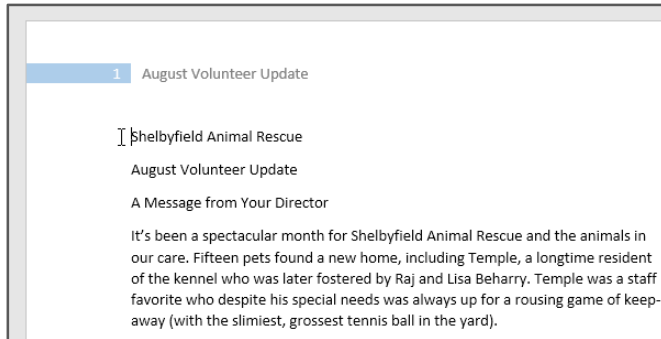 1 August Volunteer Update
Shelbyfield Animal Rescue
August Volunteer Update
A Message from Your Director
It’s been a spectacular month for Shelbyfield Animal Rescue and the animals in
our care. Fifteen pets found a new home, including Temple, a longtime resident
of the kennel who was later fostered by Raj and Lisa Beharry. Temple was a staff
favorite who despite his special needs was always up for a rousing game of keep-
away (with the slimiest, grossest tennis ball in the yard).